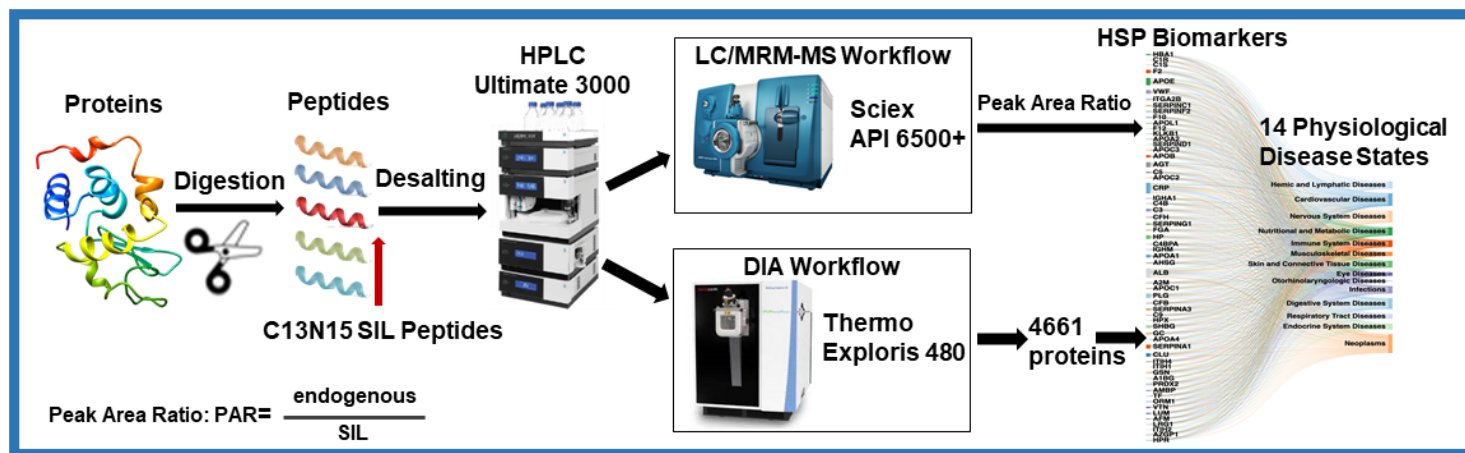 Proteins
Digestion
Peptides
C13N15 SIL Peptides
Desalting
HPLC
Ultimate 3000
LC/MRM-MS Workflow
Sciex
API 6500+
Peak Area Ratio
DIA Workflow
Thermo
Exploris 480
4661
proteins
Peak Area Ratio: PAR=
endogenous
SIL
HSP Biomarkers
HBA1
C1R
C1S
F2
APOE
VWF
ITGA2B
SERPINC1
SERPINF2
F10
APOL1
F12
KLKB1
APOA2
SERPIND1
APOC3
APOB
AGT
C5
APOC2
CRP
IGHA1
C4B
C3
CFH
SERPING1
FGA
HP
C4BPA
IGHM
APOA1
AHSG
ALB
A2M
APOC1
PLG
CFB
SERPINA3
C9
HPX
SHBG
GC
APOA4
SERPINA1
CLU
ITIH4
ITIH1
GSN
A1BG
PRDX2
AMBP
TF
ORM1
VTN
LUM
AFM
LRG1
ITIH2
AZGP1
HPR
14 Physiological
Disease States
Hemic and Lymphatic Diseases
Cardiovascular Diseases
Nervous System Diseases
Nutritional and Metabolic Diseases
Immune System Diseases
Musculoskeletal Diseases
Skin and Connective Tissue Diseases
Eye Diseases
Otorhinolaryngologic Diseases
Infections
Digestive System Diseases
Respiratory Tract Diseases
Endocrine System Diseases
Neoplasms